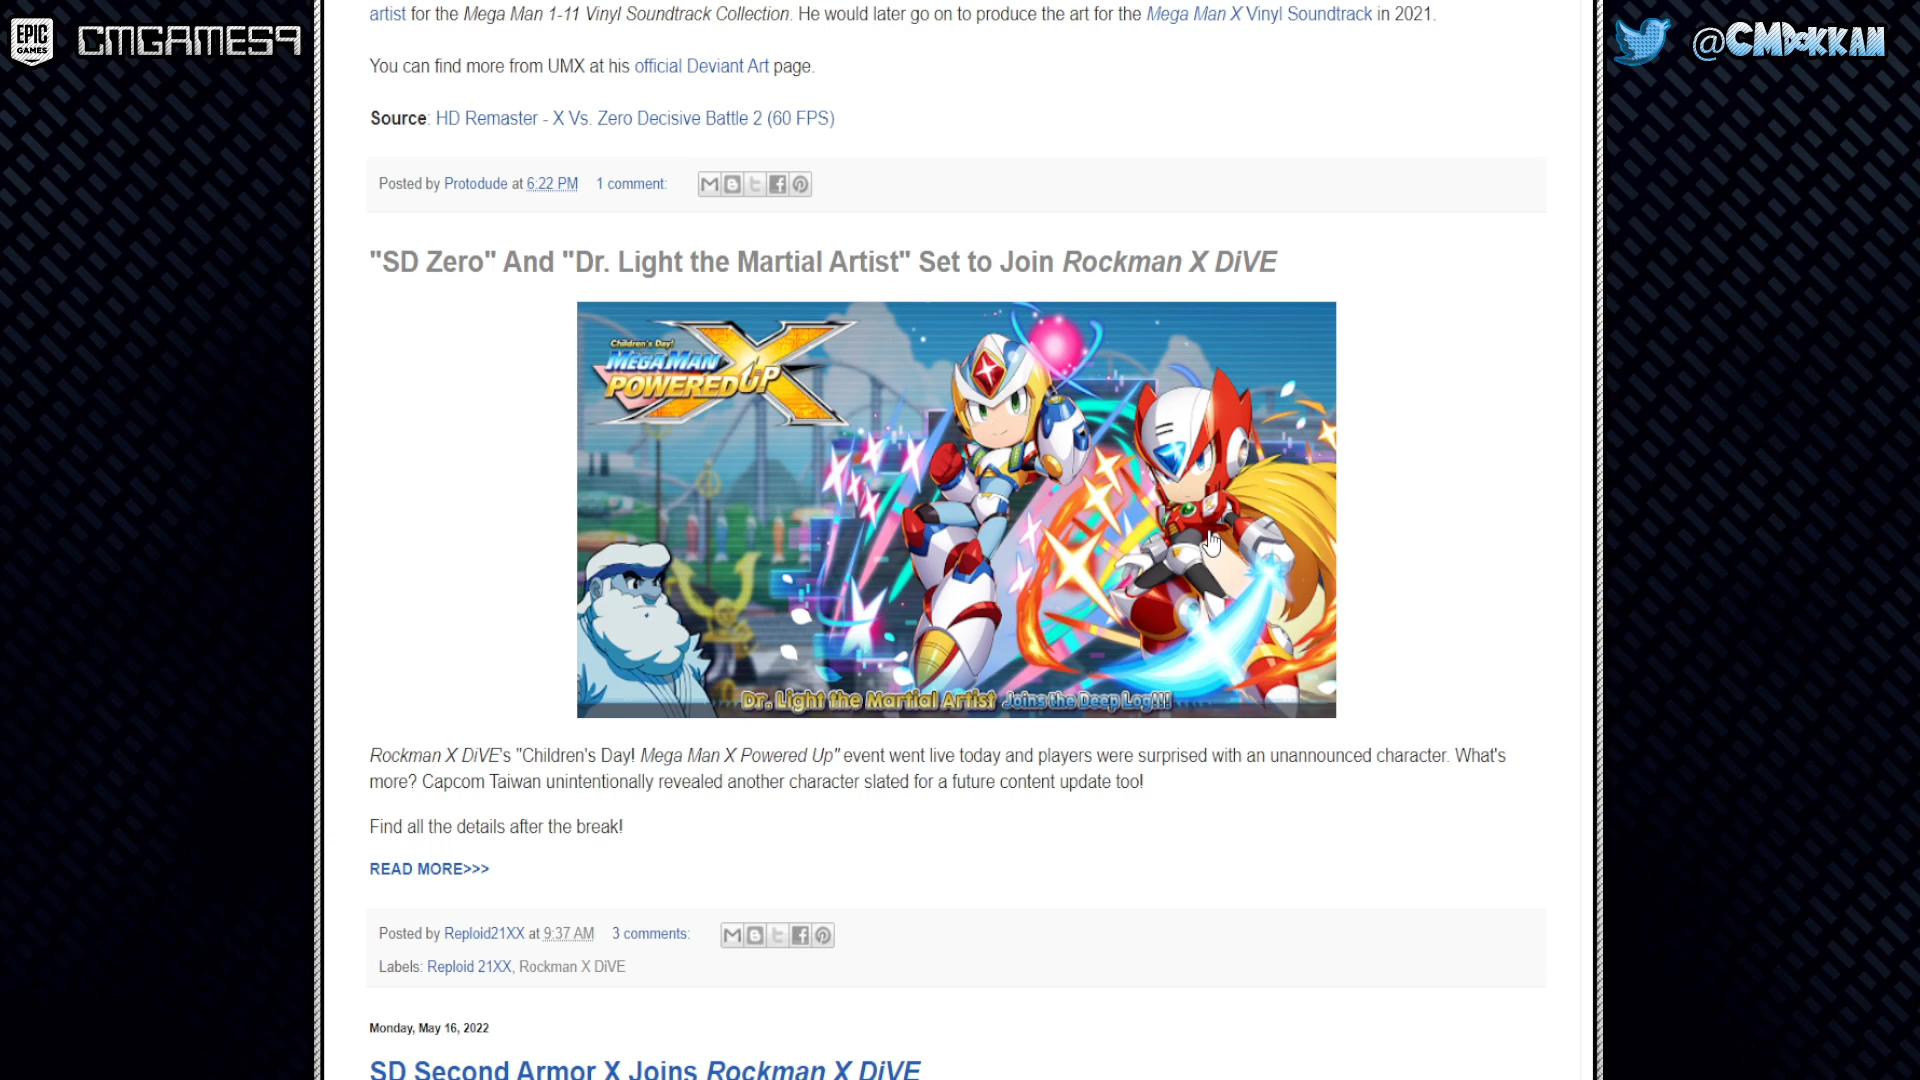 EPIC GAMES CMGAMES9
@CMDOKKAN
artist for the Mega Man 1-11 Vinyl Soundtrack Collection. He would later go on to produce the art for the Mega Man X Vinyl Soundtrack in 2021.
You can find more from UMX at his official Deviant Art page.
Source: HD Remaster - X Vs. Zero Decisive Battle 2 (60 FPS)
Posted by Protodude at 6:22 PM 1 comment:
"SD Zero" And "Dr. Light the Martial Artist" Set to Join Rockman X DiVE
Children's Day!
MEGA MAN X
POWERED UP
Dr. Light the Martial Artist Joins the Deep Log!!!
Rockman X DiVE's "Children's Day! Mega Man X Powered Up" event went live today and players were surprised with an unannounced character. What's
more? Capcom Taiwan unintentionally revealed another character slated for a future content update too!
Find all the details after the break!
READ MORE>>>
Posted by Reploid21XX at 9:37 AM 3 comments:
Labels: Reploid 21XX, Rockman X DiVE
Monday, May 16, 2022
SD Second Armor X Joins Rockman X DiVE